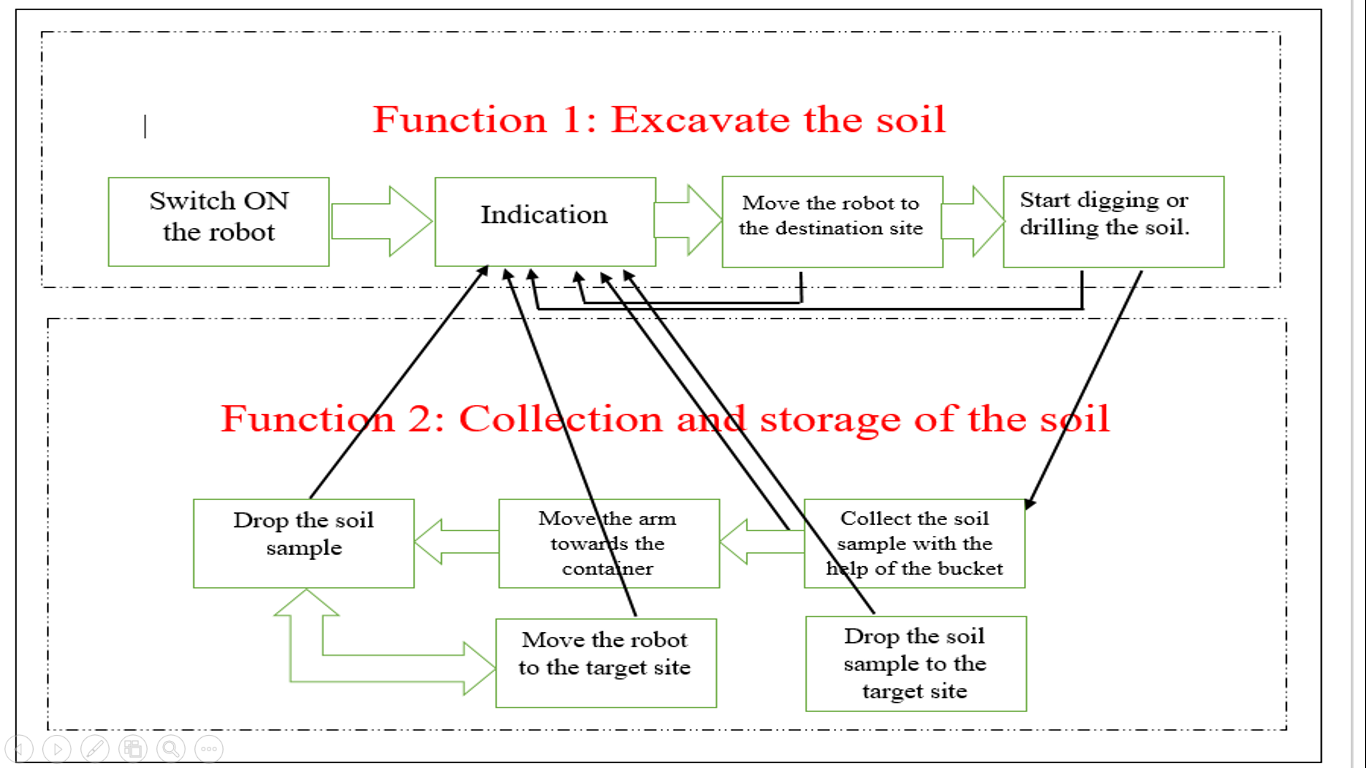 Function 1: Excavate the soil
Switch ON
the robot
Indication
Move the robot to
the destination site
Start digging or
drilling the soil.
Function 2: Collection and storage of the soil
Drop the soil
sample
Move the arm
towards the
container
Collect the soil
sample with the
help of the bucket
Move the robot
to the target site
Drop the soil
sample to the
target site